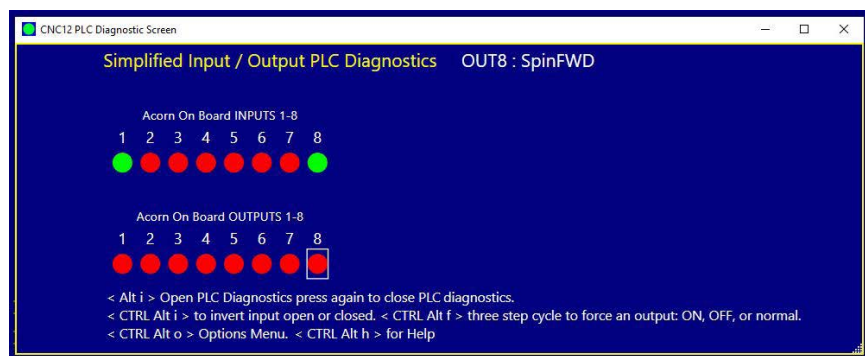 CNC12 PLC Diagnostic Screen
Simplified Input / Output PLC Diagnostics OUT8 : SpinFWD
Acorn On Board INPUTS 1-8
1 2 3 4 5 6 7 8
Acorn On Board OUTPUTS 1-8
1 2 3 4 5 6 7 8
< Alt i > Open PLC Diagnostics press again to close PLC diagnostics.
< CTRL Alt i > to invert input open or closed. < CTRL Alt f > three step cycle to force an output: ON, OFF, or normal.
< CTRL Alt o > Options Menu. < CTRL Alt h > for Help